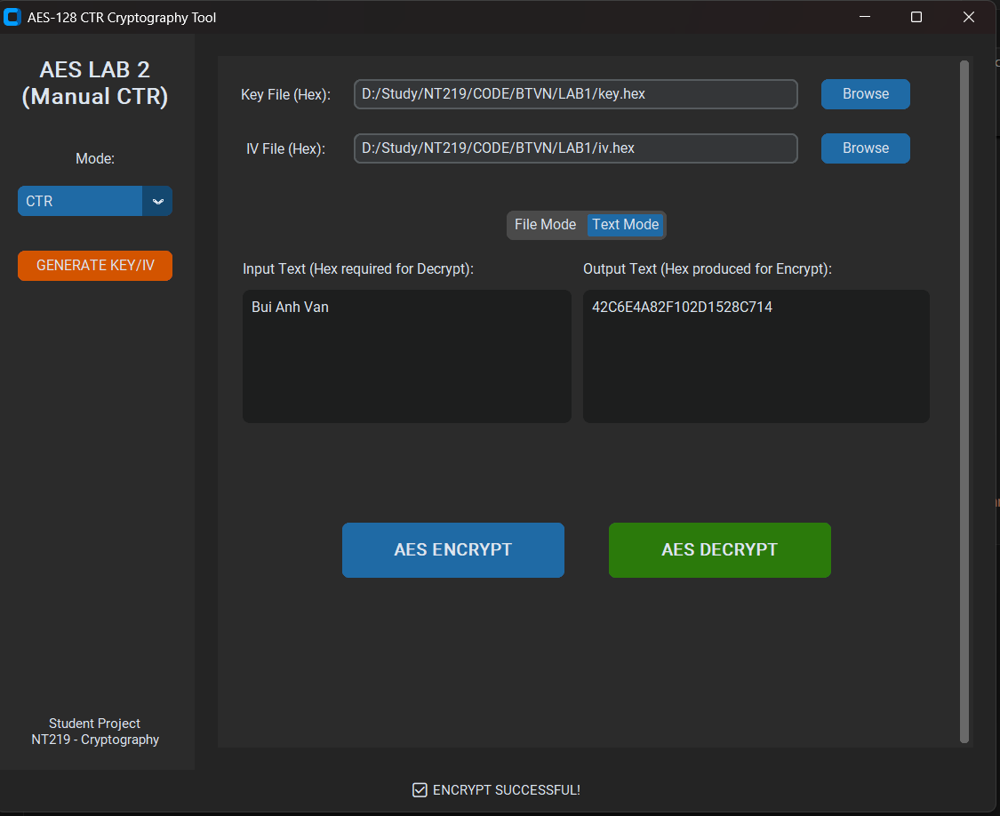 AES-128 CTR Cryptography Tool
AES LAB 2
(Manual CTR)
Mode:
CTR
GENERATE KEY/IV
Student Project
NT219 - Cryptography
Key File (Hex): D:/Study/NT219/CODE/BTVN/LAB1/key.hex Browse
IV File (Hex): D:/Study/NT219/CODE/BTVN/LAB1/iv.hex Browse
File Mode Text Mode
Input Text (Hex required for Decrypt): Output Text (Hex produced for Encrypt):
Bui Anh Van 42C6E4A82F102D1528C714
AES ENCRYPT AES DECRYPT
ENCRYPT SUCCESSFUL!